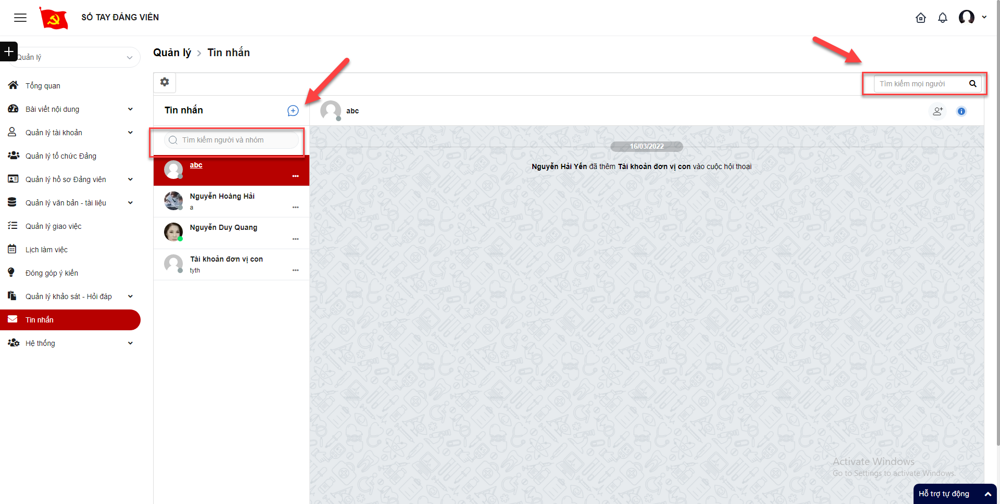 SỔ TAY ĐẢNG VIÊN
Quản lý
Quản lý > Tin nhắn
Tổng quan
Bài viết nội dung
Quản lý tài khoản
Quản lý tổ chức Đảng
Quản lý hồ sơ Đảng viên
Quản lý văn bản - tài liệu
Quản lý giao việc
Lịch làm việc
Đóng góp ý kiến
Quản lý khảo sát - Hỏi đáp
Tin nhắn
Hệ thống
Tìm kiếm mọi người
Tin nhắn
Tìm kiếm người và nhóm
abc
Nguyễn Hoàng Hải
a
Nguyễn Duy Quang
Tài khoản đơn vị con
tyth
abc
16/03/2022
Nguyễn Hải Yến đã thêm Tài khoản đơn vị con vào cuộc hội thoại
Activate Windows
Go to Settings to activate Windows.
Hỗ trợ tự động